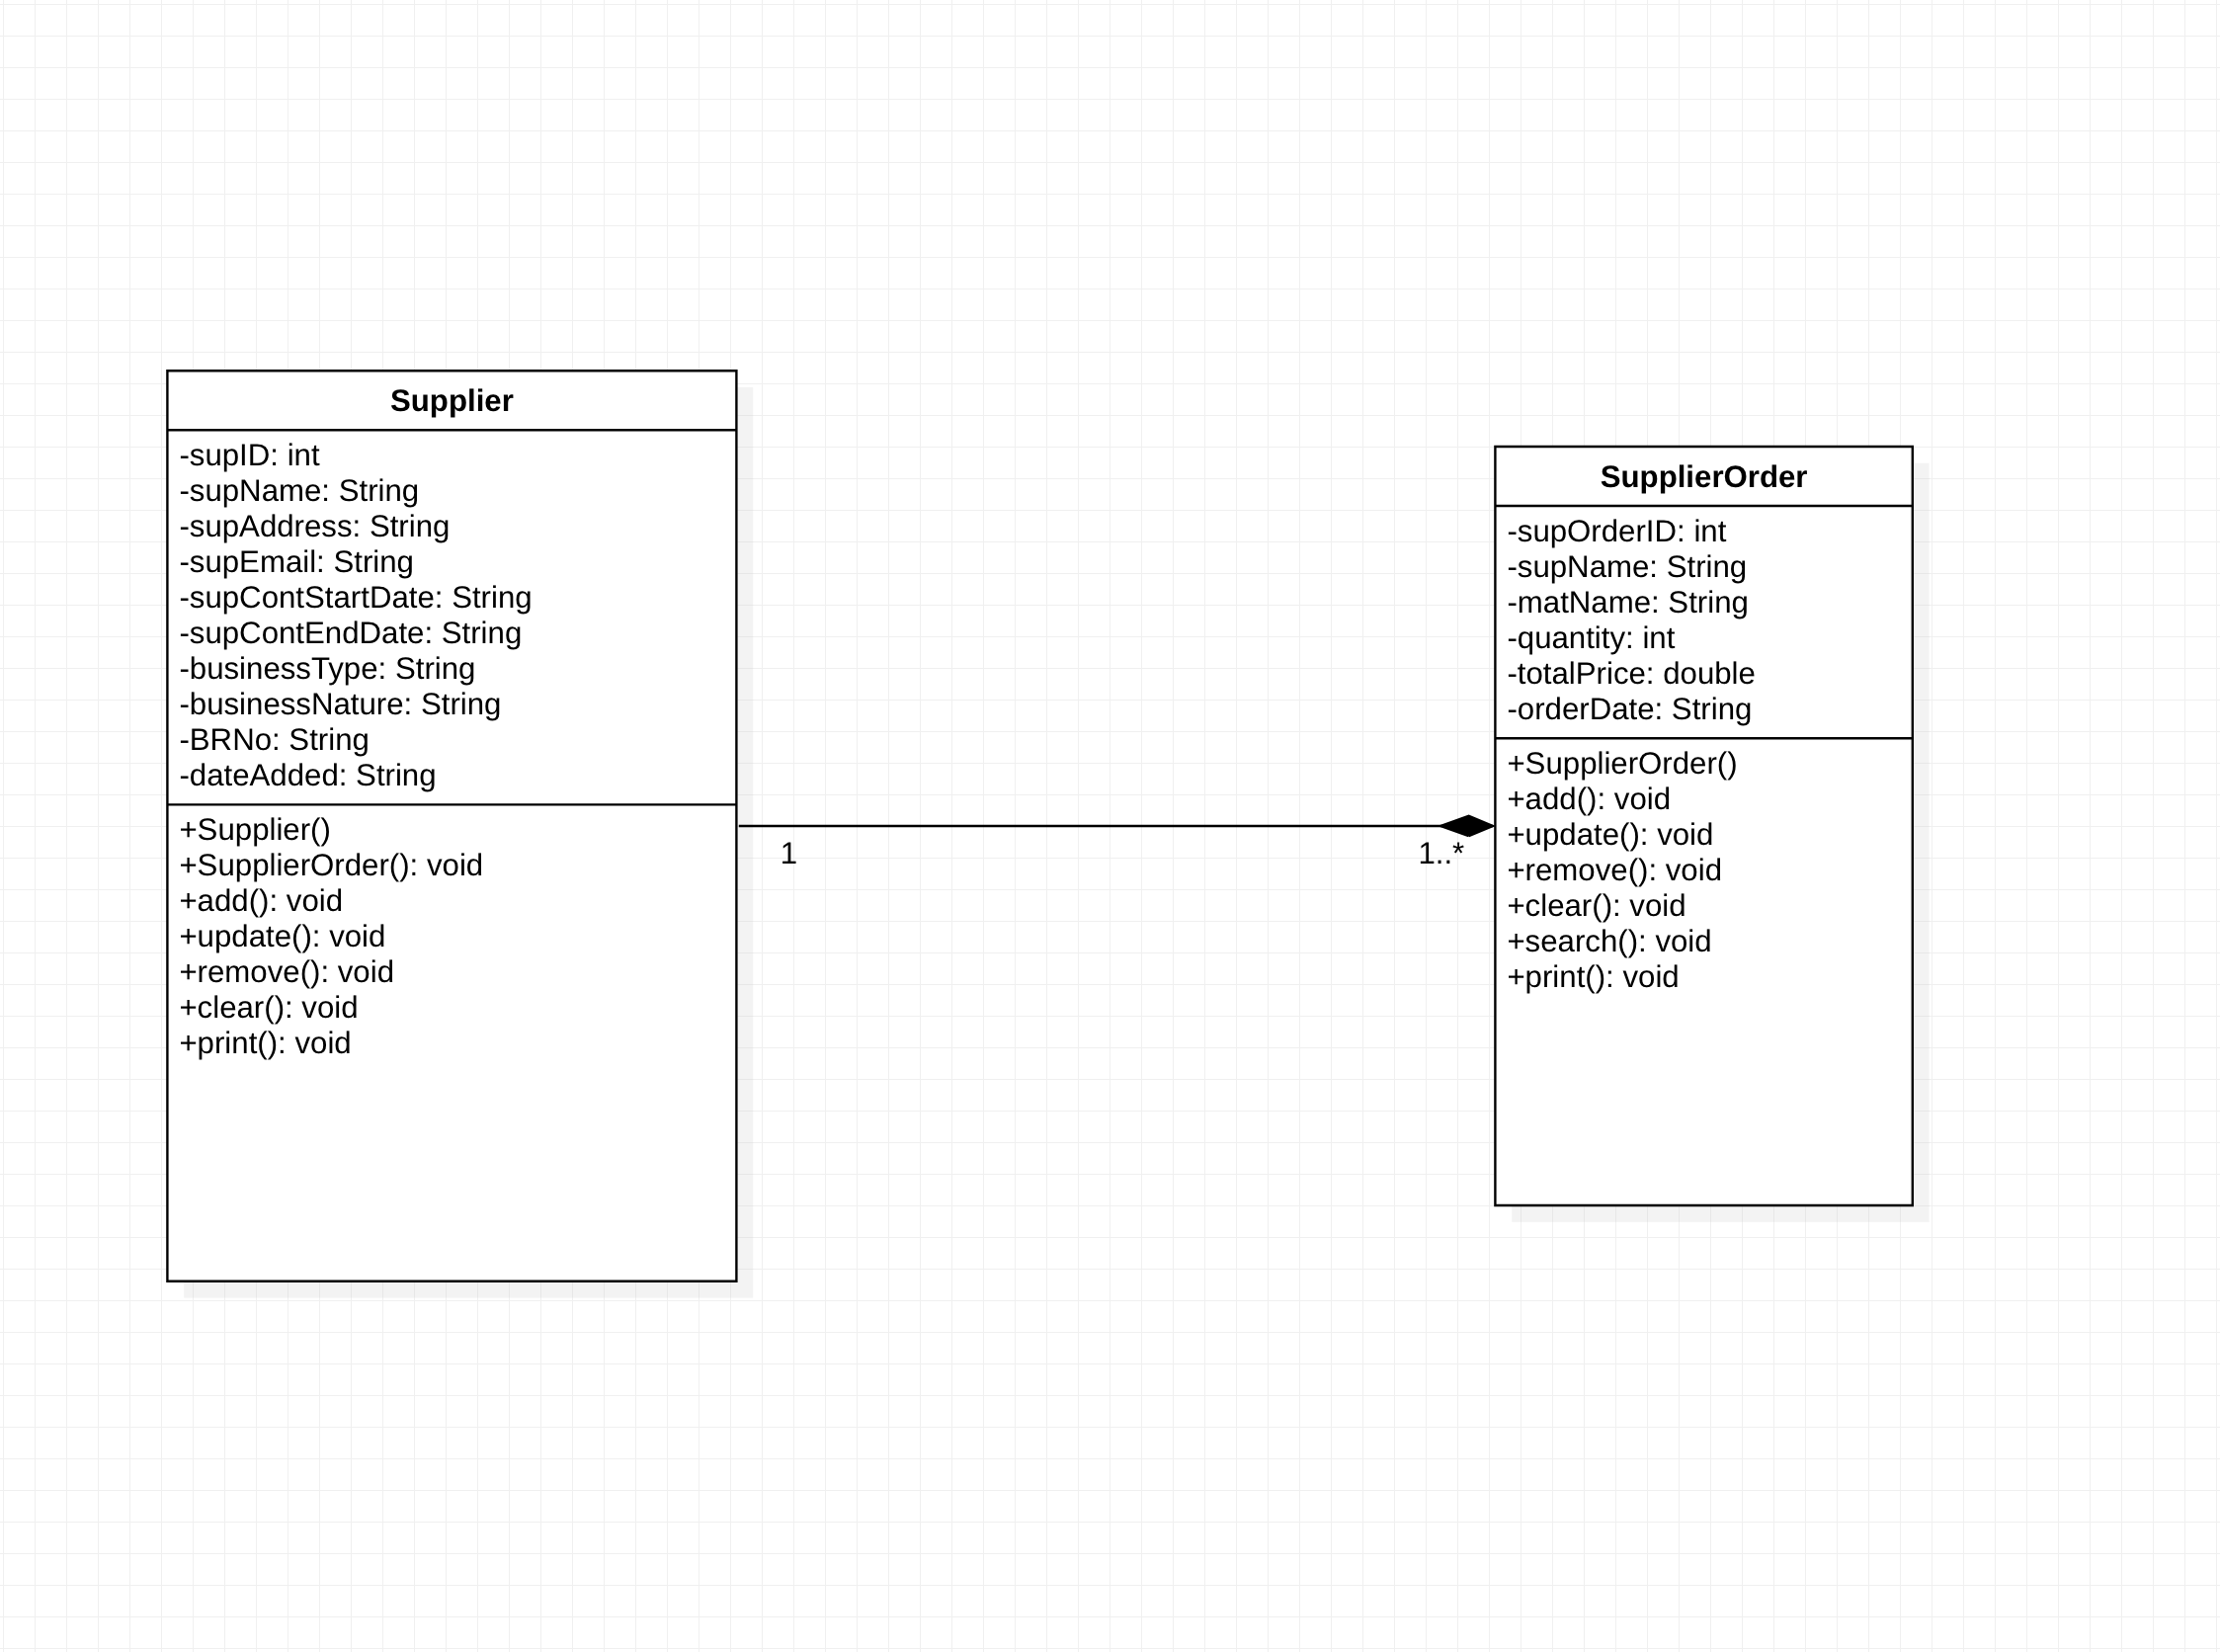 Supplier
-supID: int
-supName: String
-supAddress: String
-supEmail: String
-supContStartDate: String
-supContEndDate: String
-businessType: String
-businessNature: String
-BRNo: String
-dateAdded: String
+Supplier()
+SupplierOrder(): void
+add(): void
+update(): void
+remove(): void
+clear(): void
+print(): void
1
1..*
SupplierOrder
-supOrderID: int
-supName: String
-matName: String
-quantity: int
-totalPrice: double
-orderDate: String
+SupplierOrder()
+add(): void
+update(): void
+remove(): void
+clear(): void
+search(): void
+print(): void